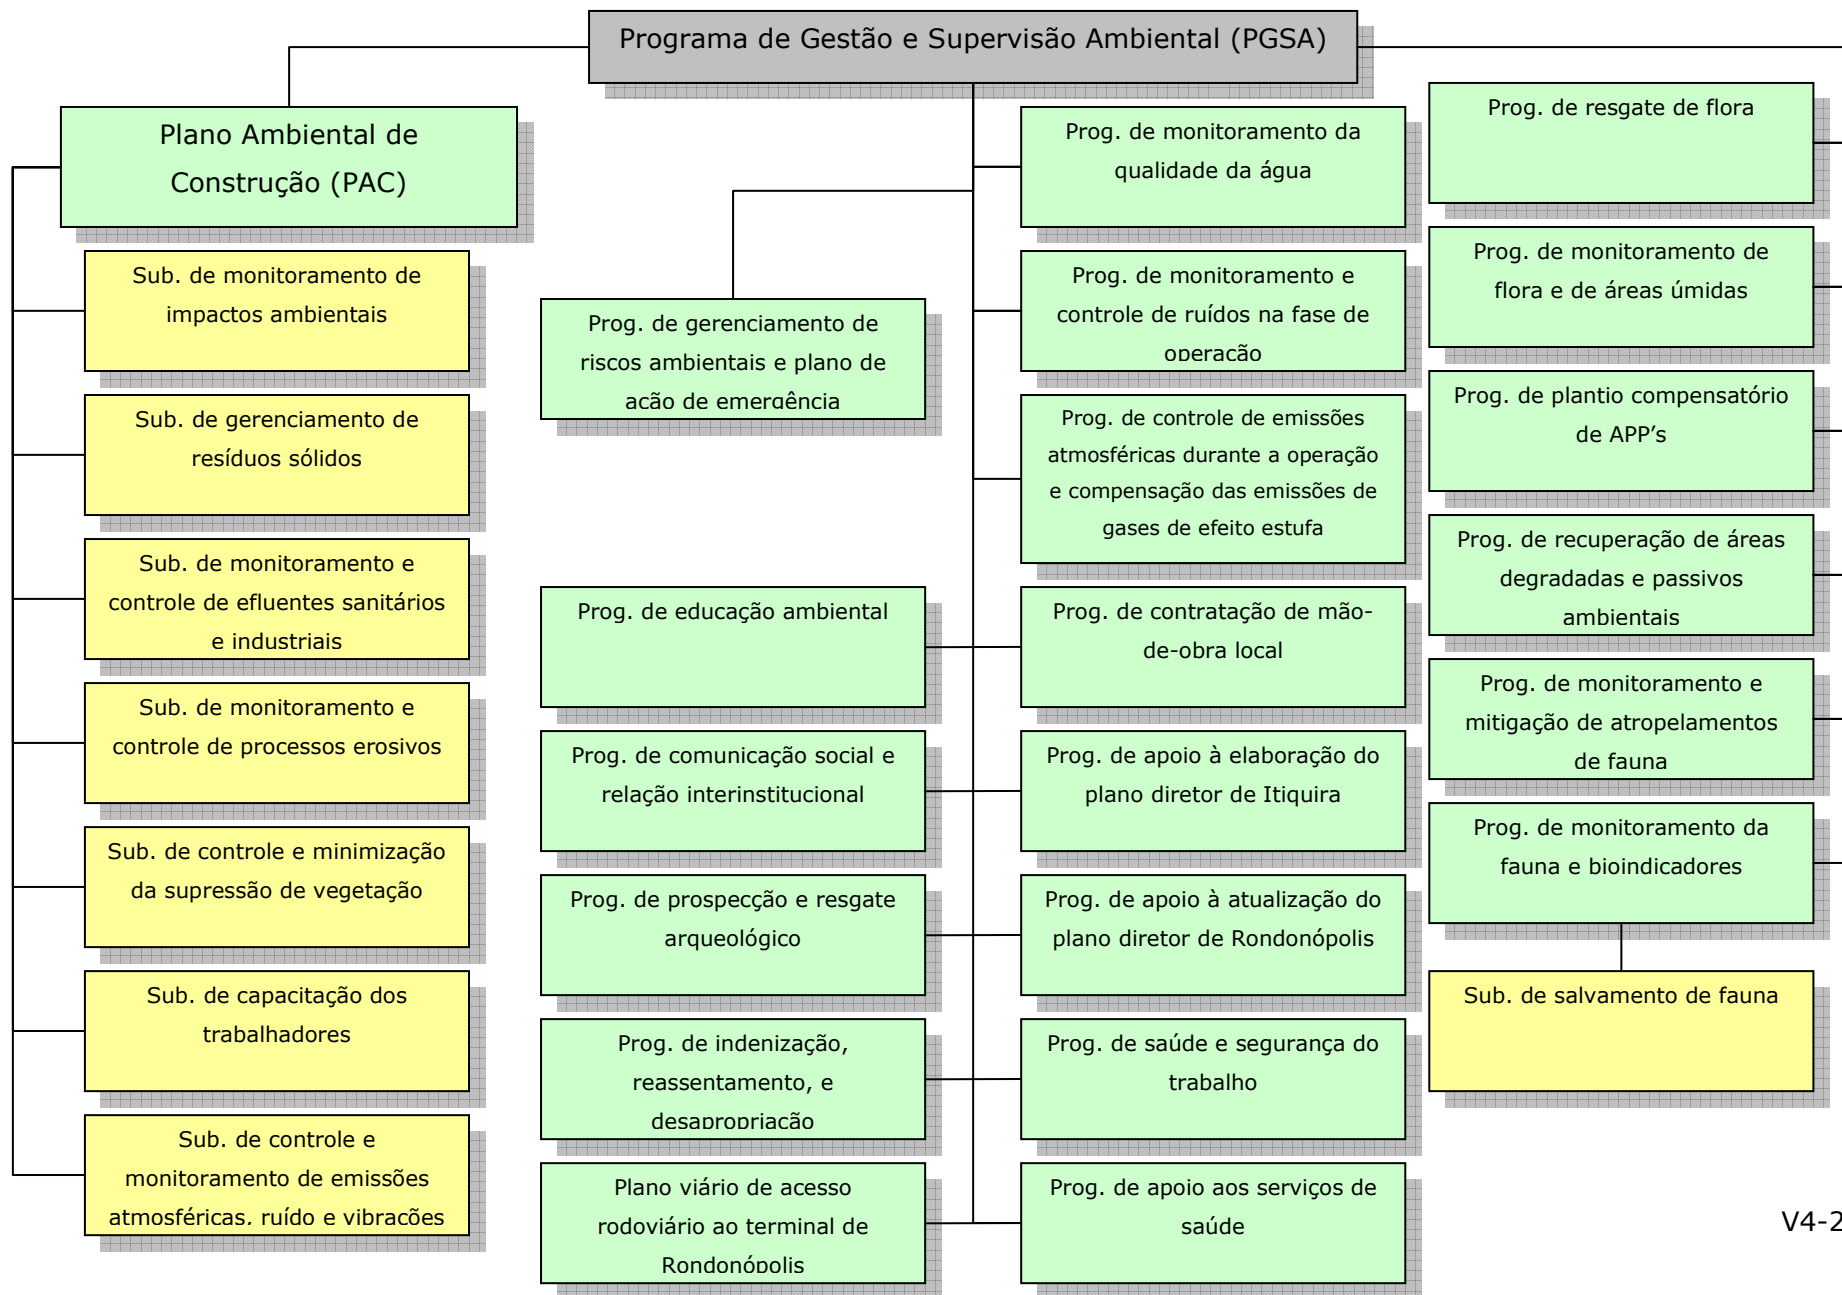 Programa de Gestão e Supervisão Ambiental (PGSA)
Plano Ambiental de
Construção (PAC)
Sub. de monitoramento de
impactos ambientais
Sub. de gerenciamento de
resíduos sólidos
Sub. de monitoramento e
controle de efluentes sanitários
e industriais
Sub. de monitoramento e
controle de processos erosivos
Sub. de controle e minimização
da supressão de vegetação
Sub. de capacitação dos
trabalhadores
Sub. de controle e
monitoramento de emissões
atmosféricas, ruído e vibrações
Prog. de gerenciamento de
riscos ambientais e plano de
ação de emergência
Prog. de educação ambiental
Prog. de comunicação social e
relação interinstitucional
Prog. de prospecção e resgate
arqueológico
Prog. de indenização,
reassentamento, e
desapropriação
Plano viário de acesso
rodoviário ao terminal de
Rondonópolis
Prog. de monitoramento da
qualidade da água
Prog. de monitoramento e
controle de ruídos na fase de
operação
Prog. de controle de emissões
atmosféricas durante a operação
e compensação das emissões de
gases de efeito estufa
Prog. de contratação de mão-
de-obra local
Prog. de apoio à elaboração do
plano diretor de Itiquira
Prog. de apoio à atualização do
plano diretor de Rondonópolis
Prog. de saúde e segurança do
trabalho
Prog. de apoio aos serviços de
saúde
Prog. de resgate de flora
Prog. de monitoramento de
flora e de áreas úmidas
Prog. de plantio compensatório
de APP's
Prog. de recuperação de áreas
degradadas e passivos
ambientais
Prog. de monitoramento e
mitigação de atropelamentos
de fauna
Prog. de monitoramento da
fauna e bioindicadores
Sub. de salvamento de fauna
V4-2